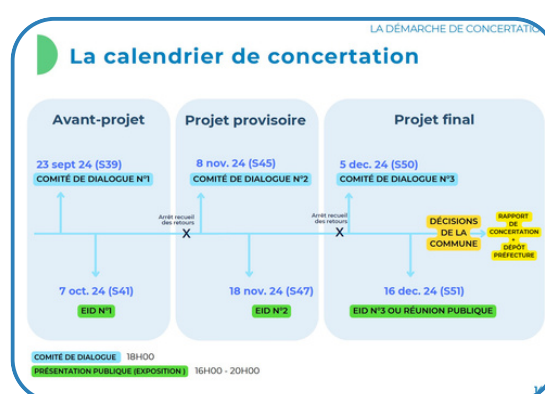 LA DÉMARCHE DE CONCERTATIO
La calendrier de concertation
Avant-projet
Projet provisoire
Projet final
23 sept 24 (S39)
COMITÉ DE DIALOGUE N°1
8 nov. 24 (S45)
COMITÉ DE DIALOGUE N°2
5 dec. 24 (S50)
COMITÉ DE DIALOGUE N°3
Arrêt recueil
des retours
X
Arrêt recueil
des retours
X
DÉCISIONS
DE LA
COMMUNE
RAPPORT
DE
CONCERTATION
+
DÉPÔT
PRÉFECTURE
7 oct. 24 (S41)
EID N°1
18 nov. 24 (S47)
EID N°2
16 dec. 24 (S51)
EID N°3 OU RÉUNION PUBLIQUE
COMITÉ DE DIALOGUE 18H00
PRÉSENTATION PUBLIQUE (EXPOSITION) 16H00 - 20H00